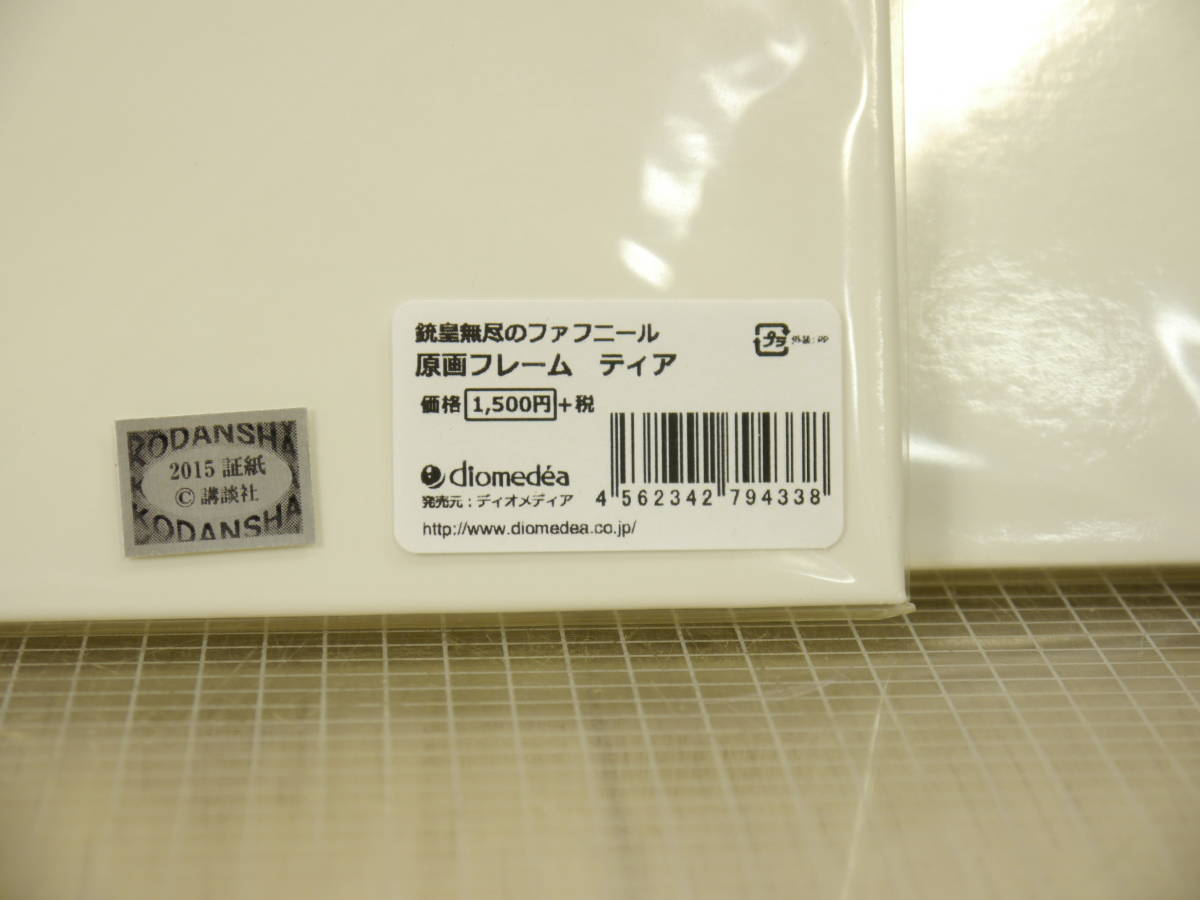 銃皇無尽のファフニール
原画フレーム ティア
価格 1,500円 +税
プラ 外装:PP
diomedéa
発売元:ディオメディア
http://www.diomedea.co.jp/
4 562342 794338
KODANSHA
2015 証紙
© 講談社
KODANSHA